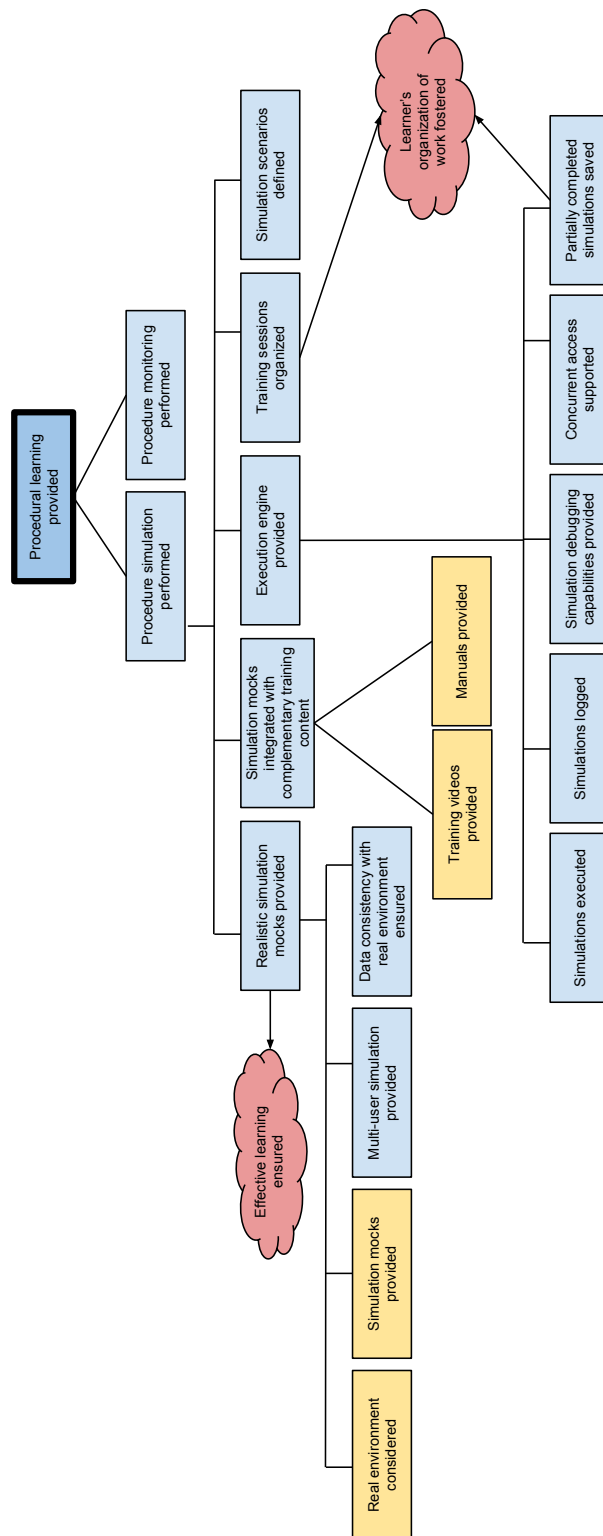 Procedural learning
provided
Procedure simulation
performed
Procedure monitoring
performed
Realistic simulation
mocks provided
Simulation mocks
integrated with
complementary training
content
Execution engine
provided
Training sessions
organized
Simulation scenarios
defined
Effective learning
ensured
Learner's
organization of
work fostered
Real environment
considered
Simulation mocks
provided
Multi-user simulation
provided
Data consistency with
real environment
ensured
Training videos
provided
Manuals provided
Simulations executed
Simulations logged
Simulation debugging
capabilities provided
Concurrent access
supported
Partially completed
simulations saved